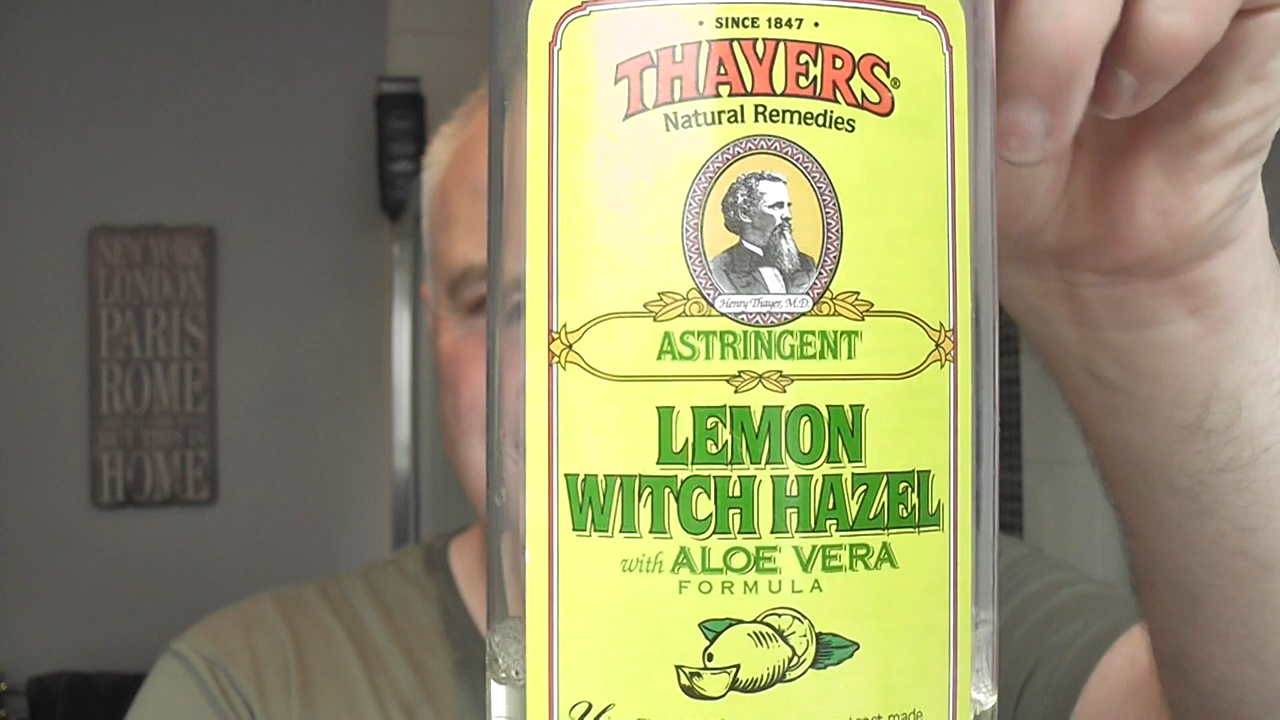 • SINCE 1847 •
THAYERS®
Natural Remedies
Henry Thayer, M.D.
ASTRINGENT
LEMON
WITCH HAZEL
with ALOE VERA
FORMULA
made
NEW YORK
LONDON
PARIS
ROME
HOME